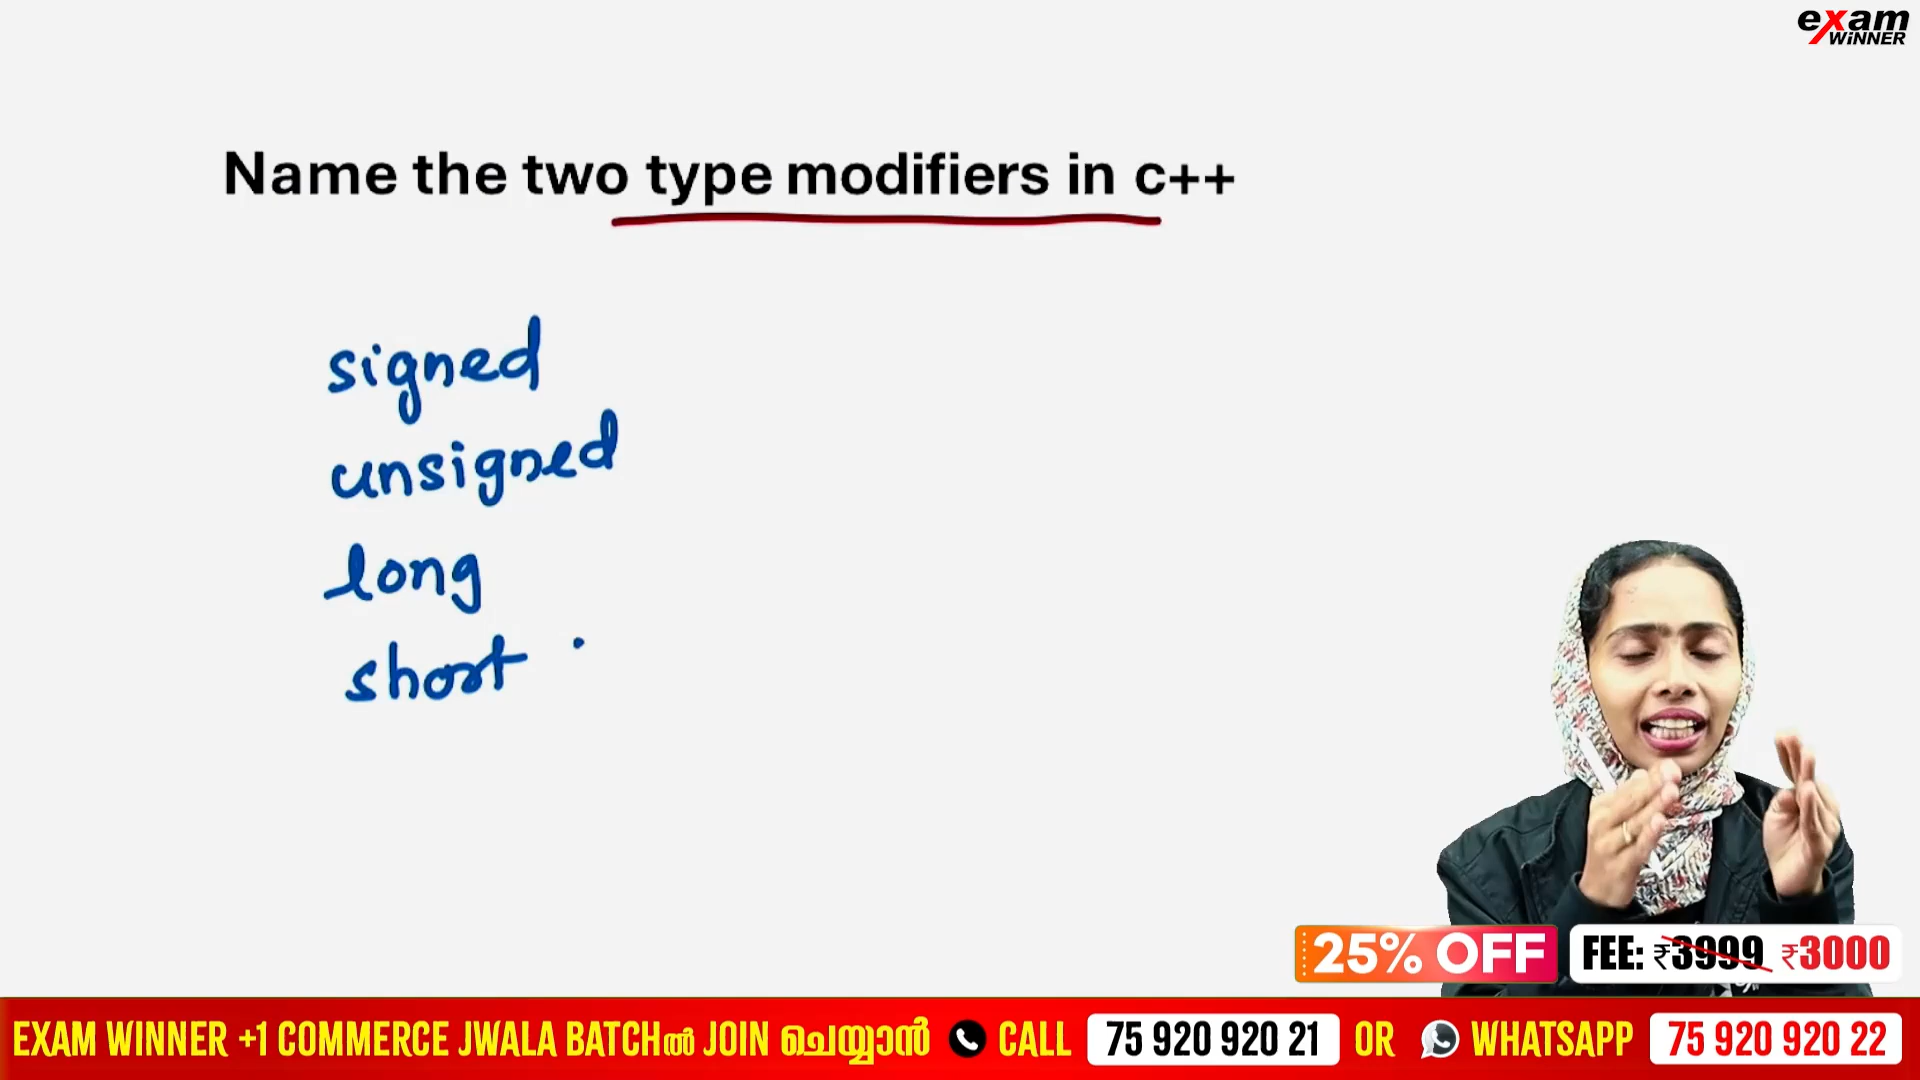 exam
WINNER
Name the two type modifiers in c++
signed
unsigned
long
short
25% OFF
FEE: ₹3999 ₹3000
EXAM WINNER +1 COMMERCE JWALA BATCHൽ JOIN ചെയ്യാൻ CALL 75 920 920 21 OR WHATSAPP 75 920 920 22